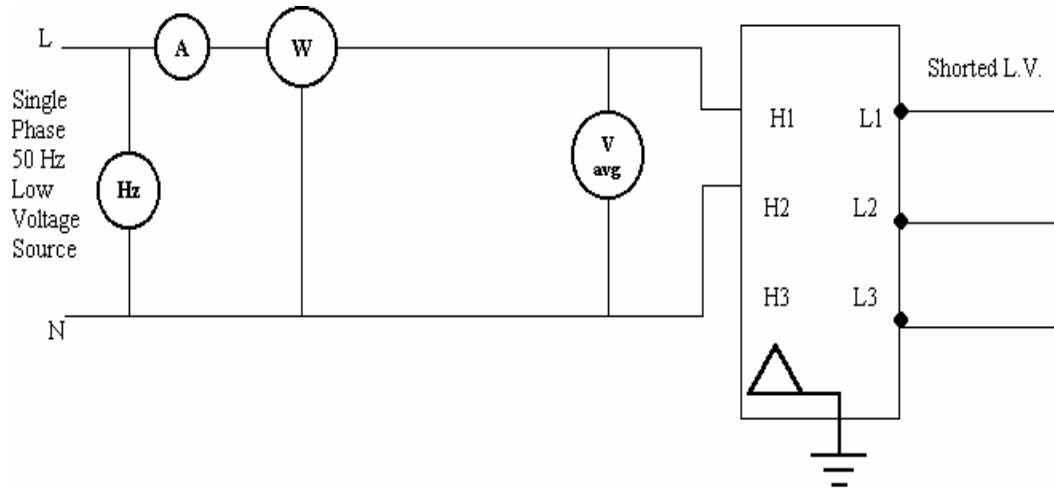 L
A
W
Single
Phase
50 Hz
Low
Voltage
Source
Hz
N
V
avg
H1
H2
H3
L1
L2
L3
Shorted L.V.